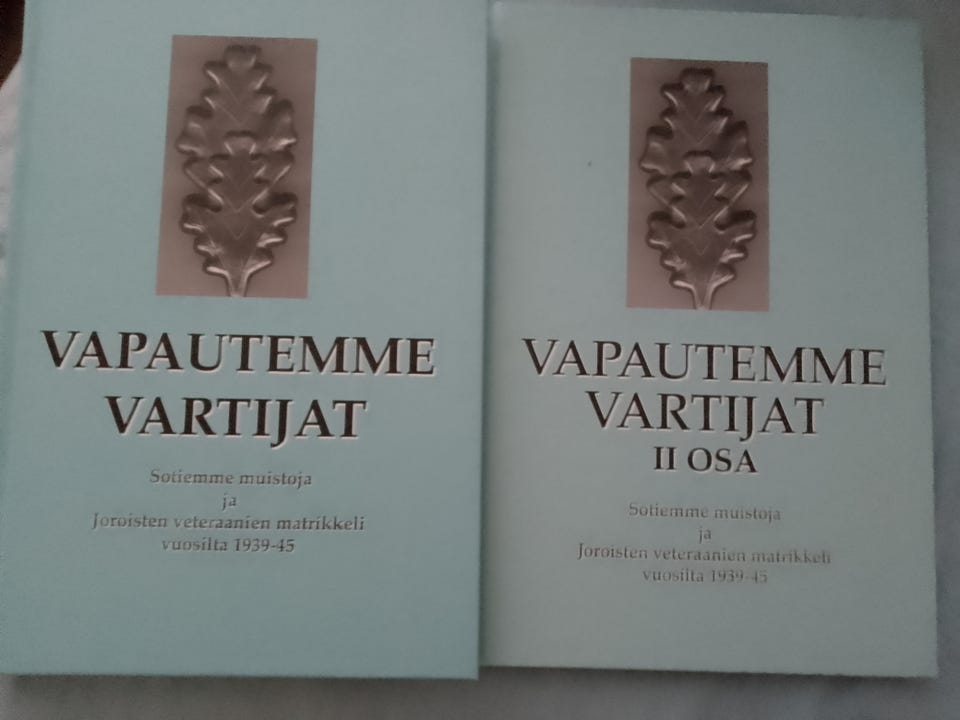 VAPAUTEMME
VARTIJAT
Sotiemme muistoja
ja
Joroisten veteraanien matrikkeli
vuosilta 1939-45
VAPAUTEMME
VARTIJAT
II OSA
Sotiemme muistoja
ja
Joroisten veteraanien matrikkeli
vuosilta 1939-45